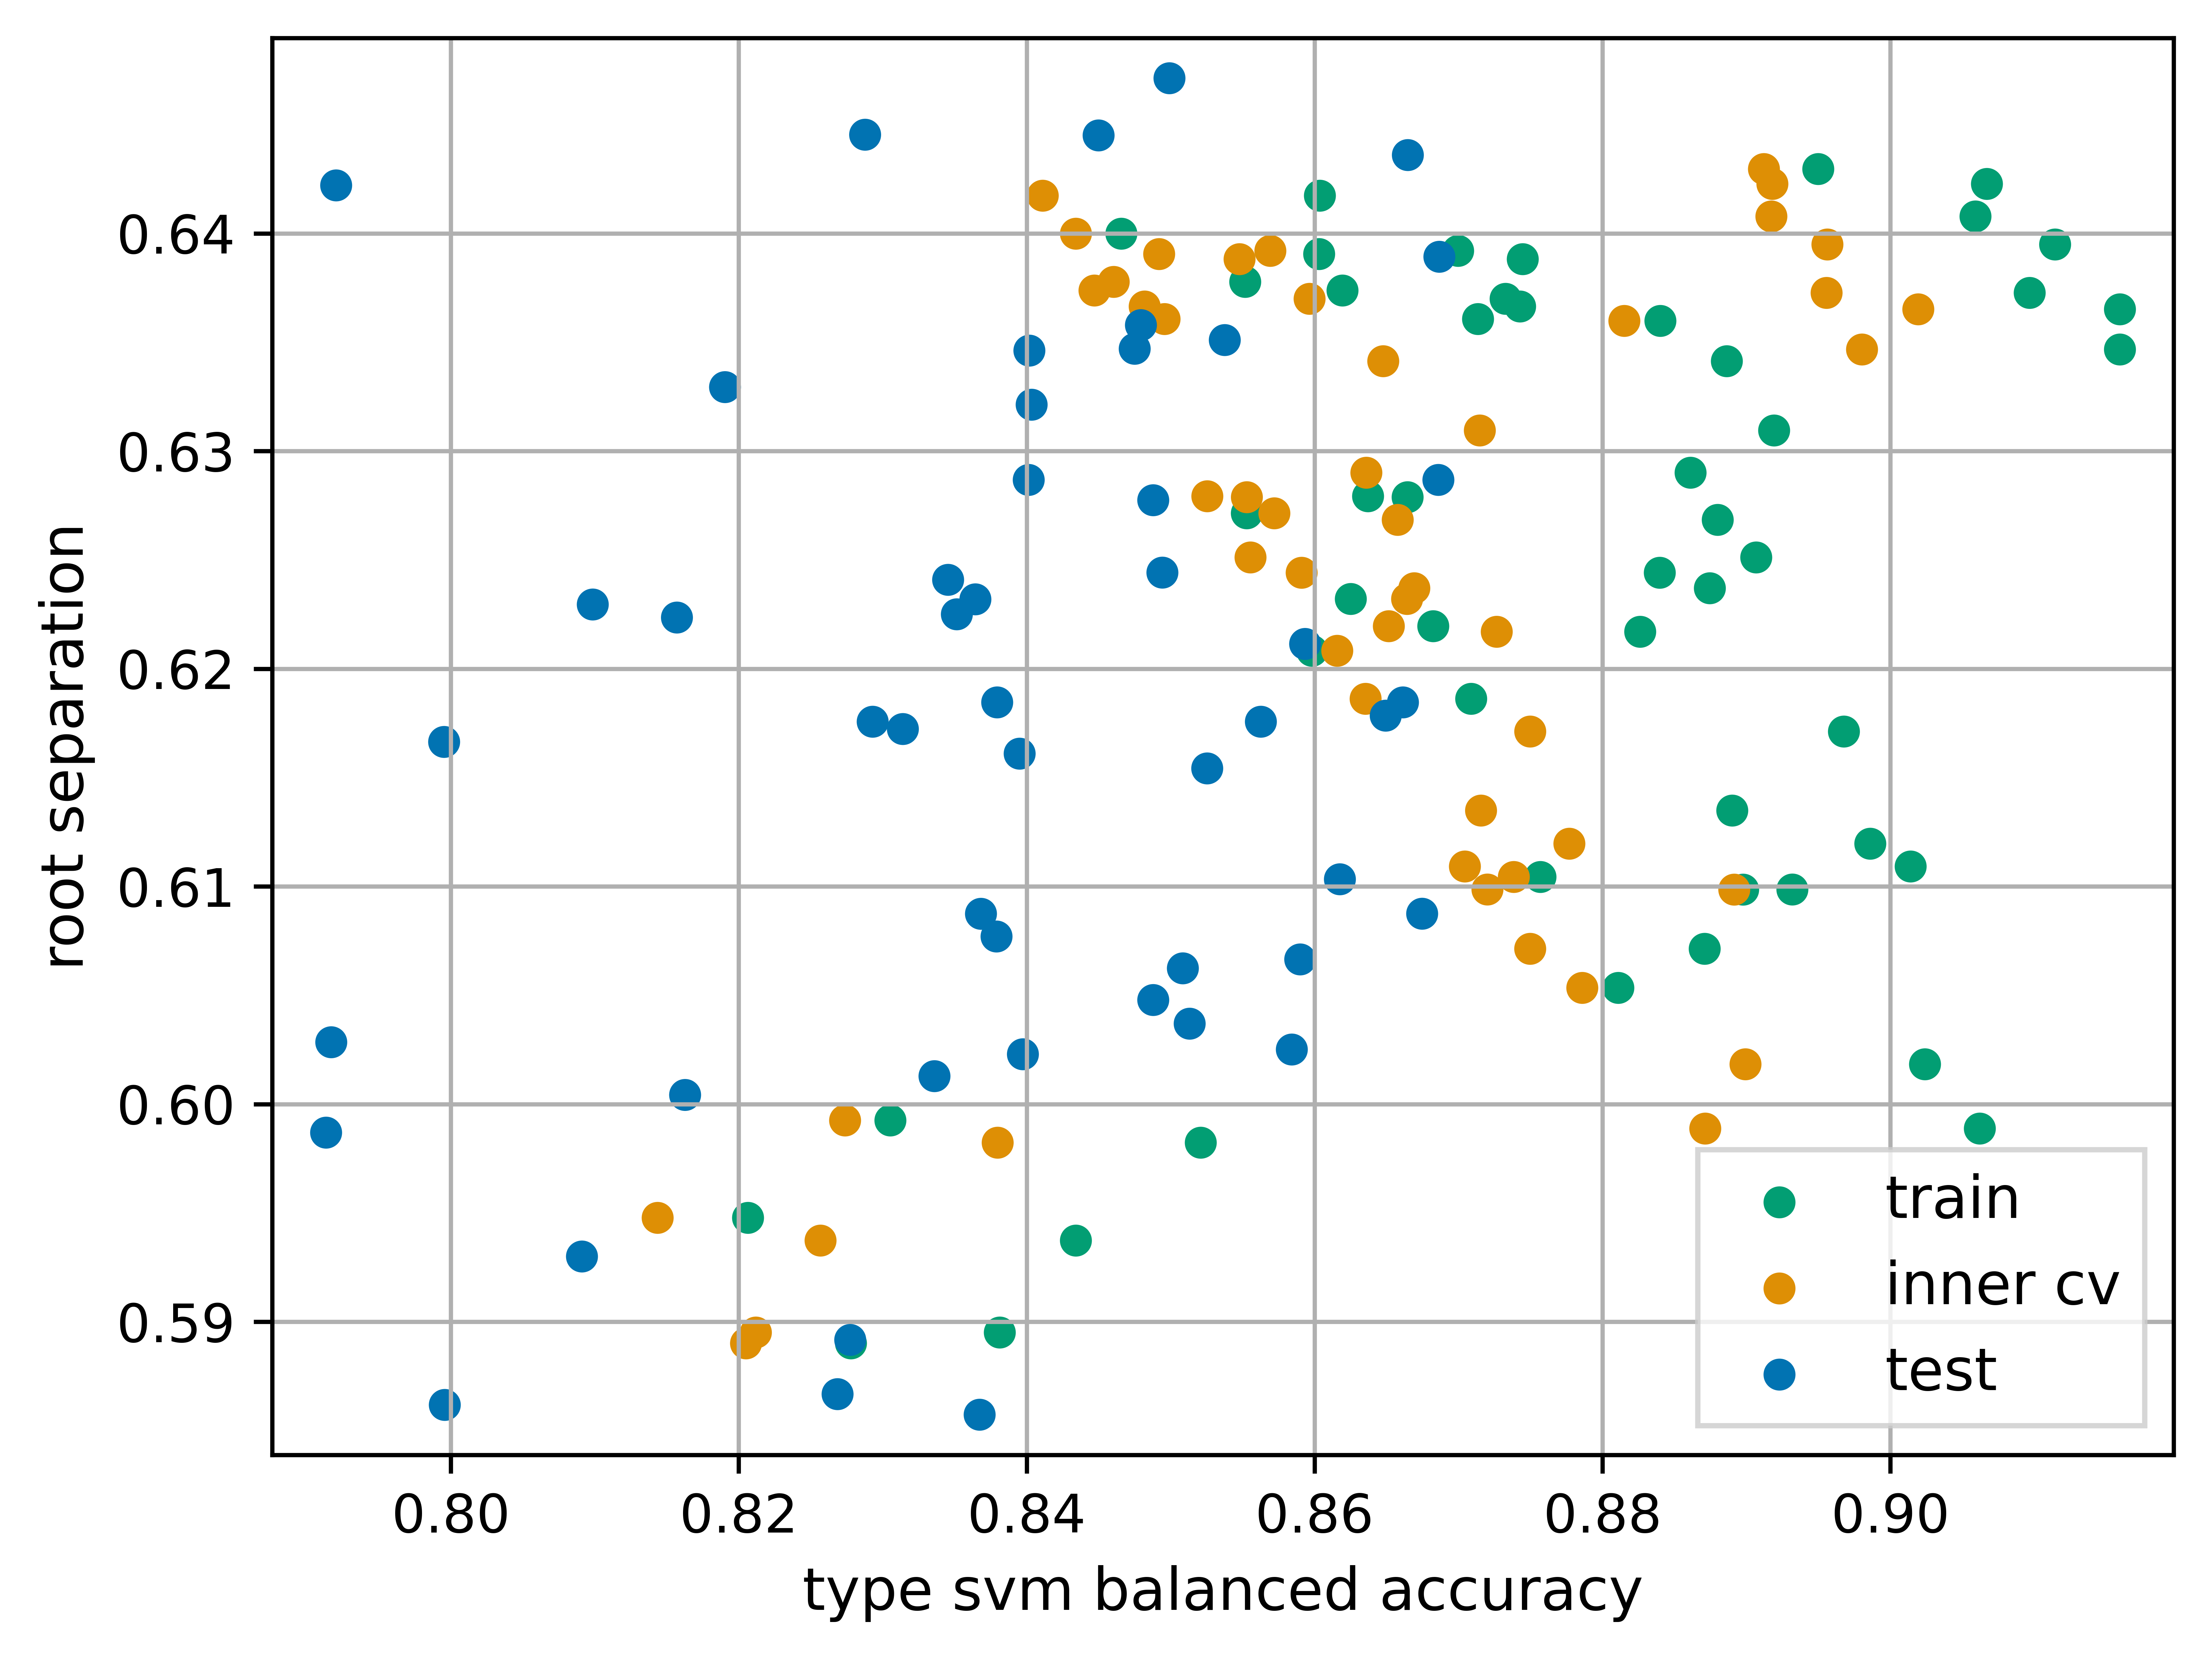 root separation
0.64
0.63
0.62
0.61
0.60
0.59
train
inner cv
test
0.80 0.82 0.84 0.86 0.88 0.90
type svm balanced accuracy